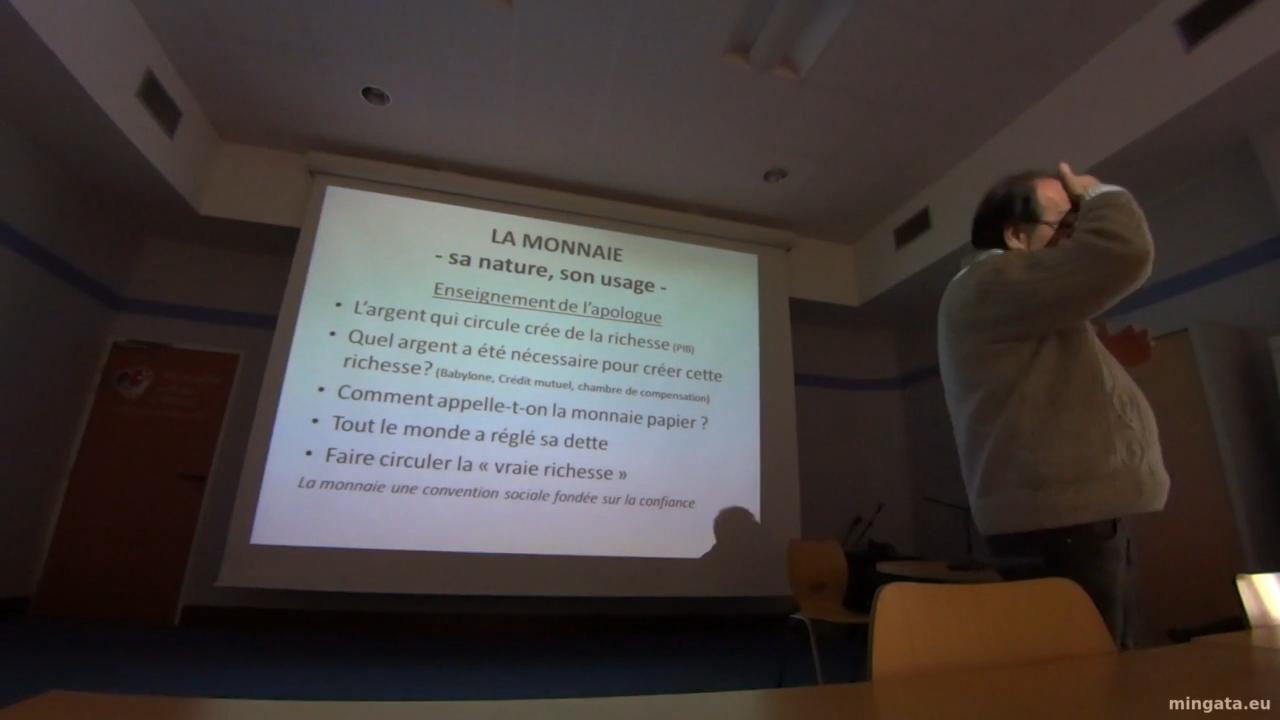 LA MONNAIE
- sa nature, son usage -
Enseignement de l'apologue
• L'argent qui circule crée de la richesse (PIB)
• Quel argent a été nécessaire pour créer cette
richesse? (Babylone, Crédit mutuel, chambre de compensation)
• Comment appelle-t-on la monnaie papier ?
• Tout le monde a réglé sa dette
• Faire circuler la « vraie richesse »
La monnaie une convention sociale fondée sur la confiance
mingata.eu